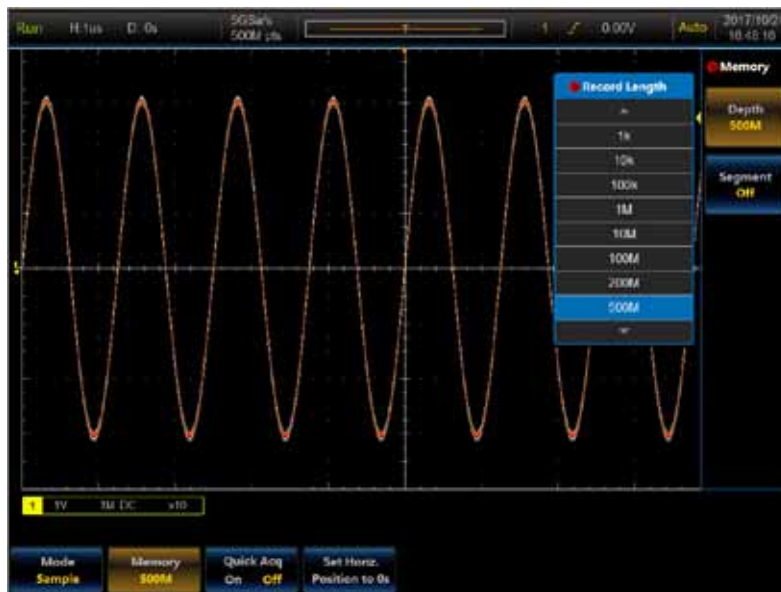 Run H:1us D: 0s 5GSa/s 500M pts T 1 0.00V Auto 2017/10/2 16:48:16
Memory
Depth
500M
Segment
Off
Record Length
1k
10k
100k
1M
10M
100M
200M
500M
1 1V 1M DC x10
Mode
Sample
Memory
500M
Quick Acq
On Off
Set Horiz.
Position to 0s